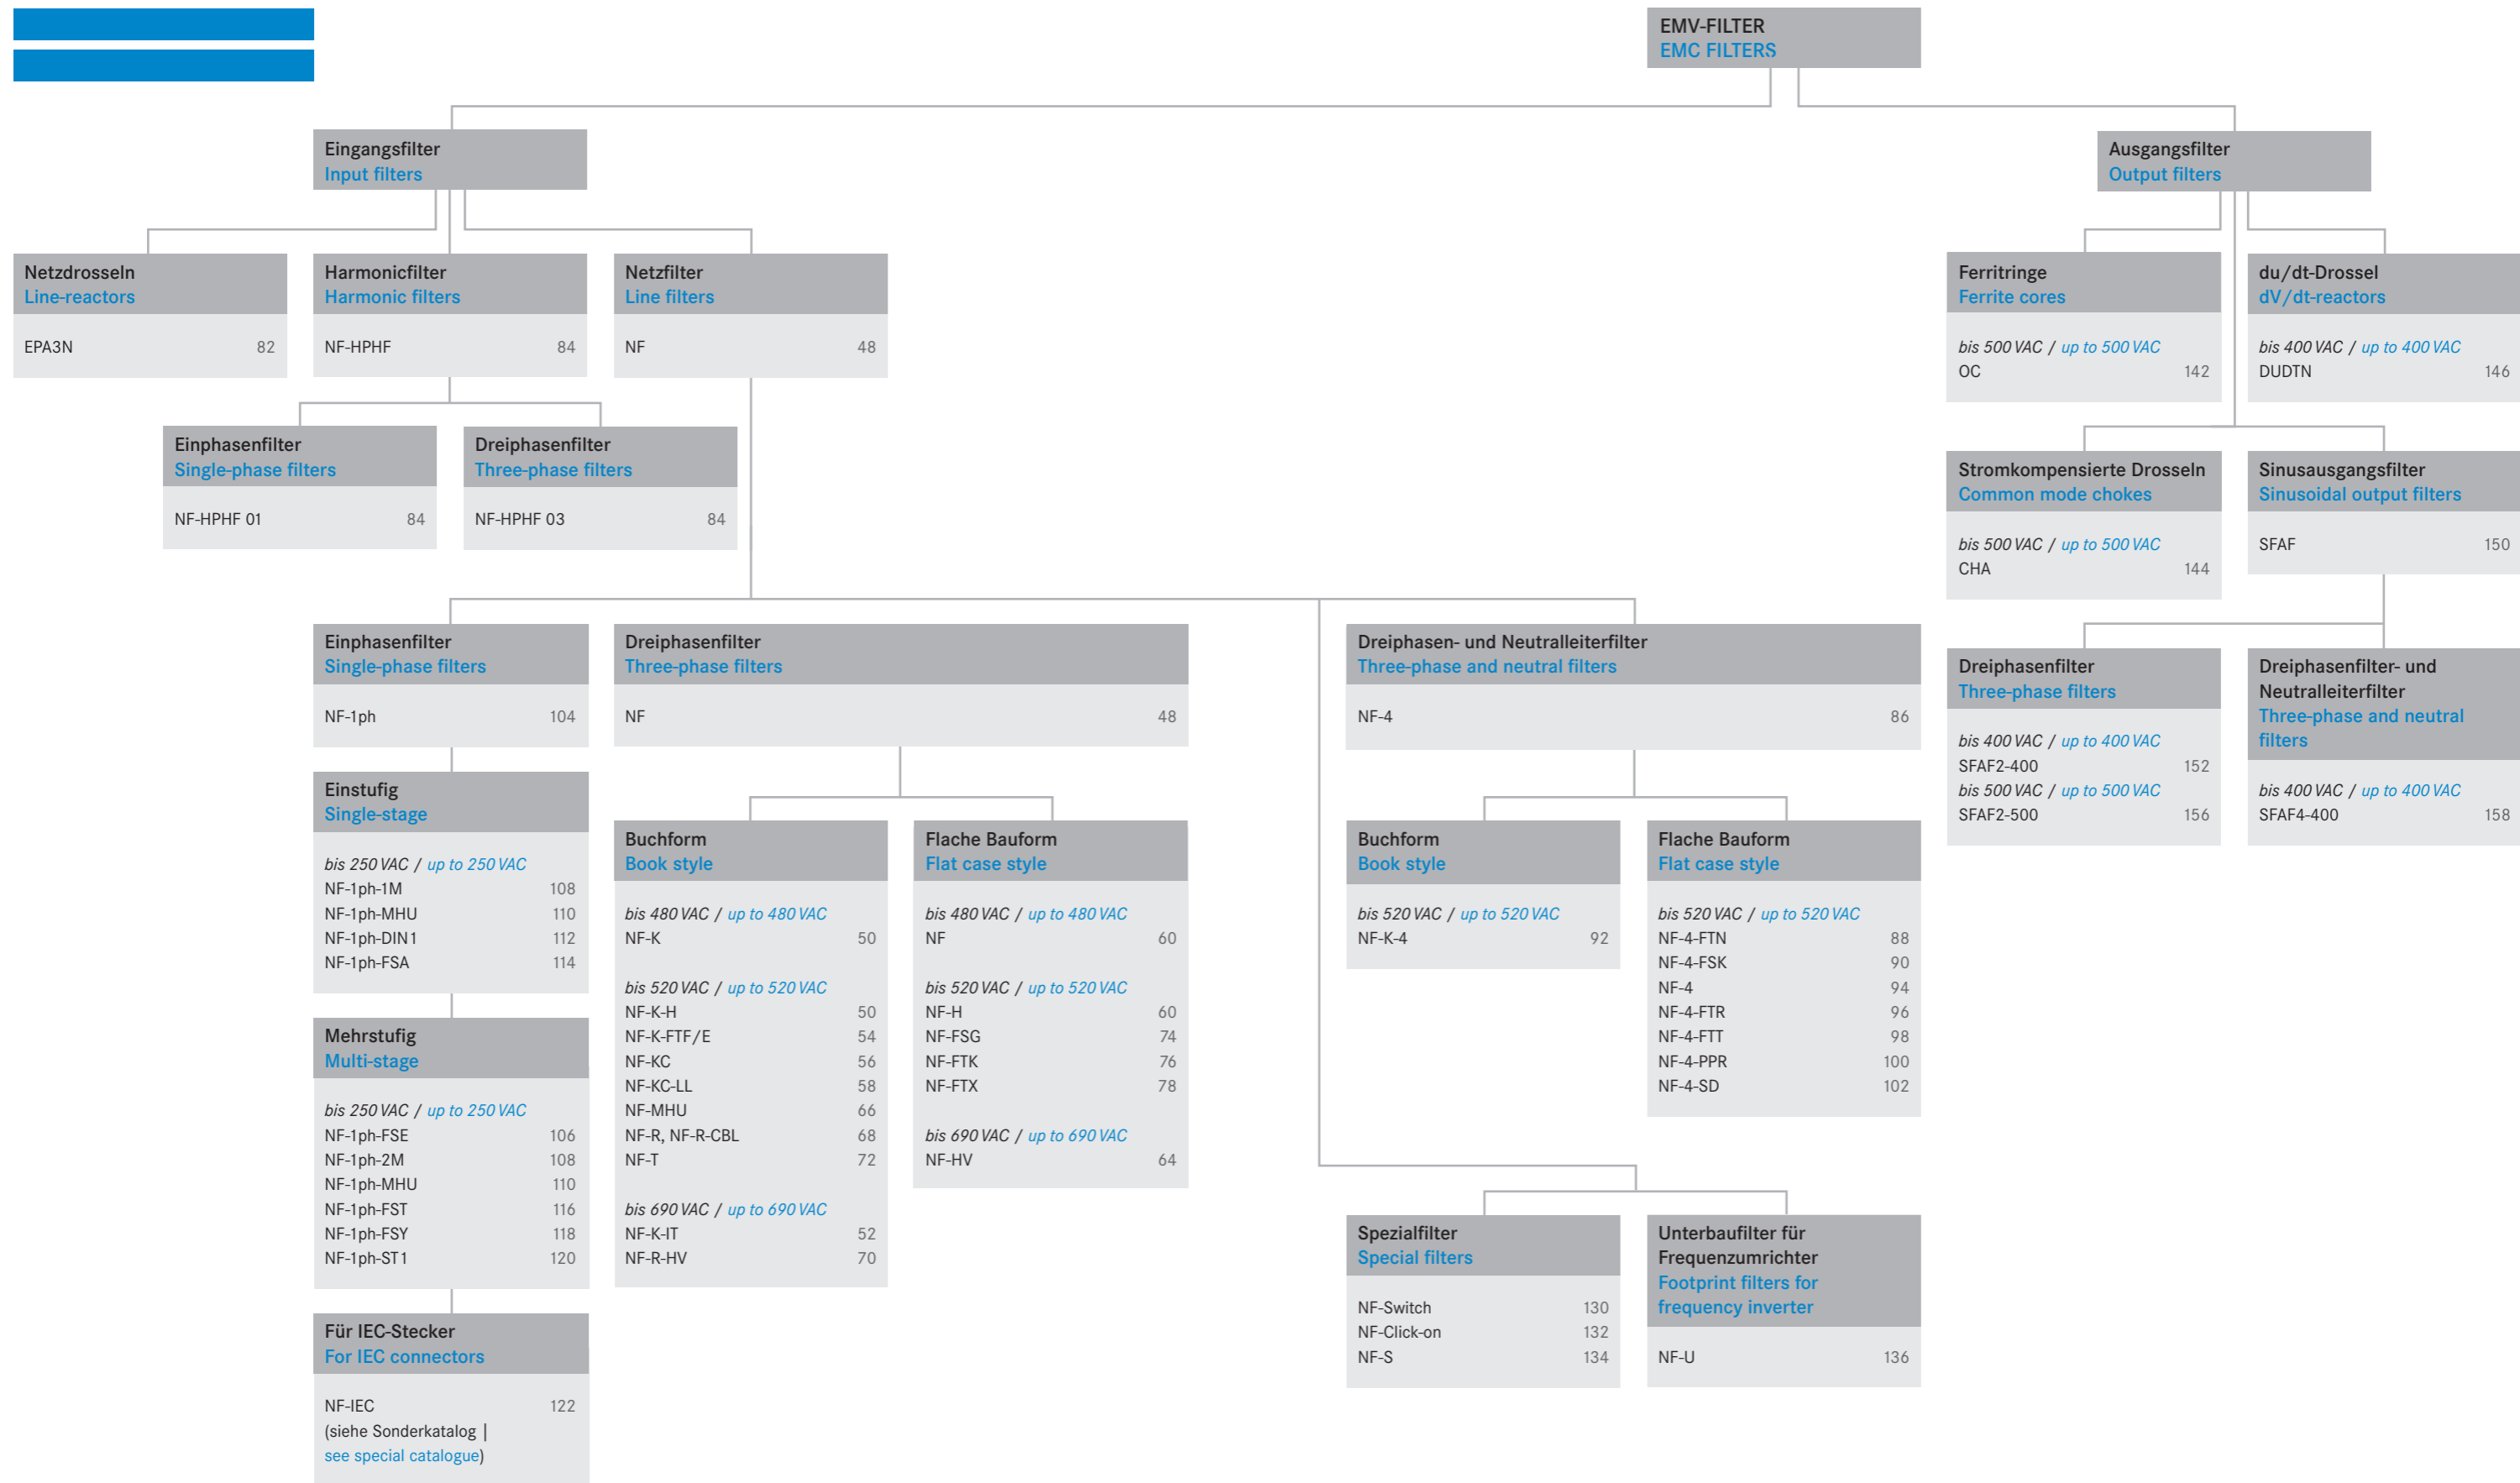 EMV-FILTER
EMC FILTERS
Eingangsfilter
Input filters
Ausgangsfilter
Output filters
Netzdrosseln
Line-reactors
EPA3N 82
Harmonicfilter
Harmonic filters
NF-HPHF 84
Netzfilter
Line filters
NF 48
Ferritringe
Ferrite cores
bis 500 VAC / up to 500 VAC
OC 142
du/dt-Drossel
dV/dt-reactors
bis 400 VAC / up to 400 VAC
DUDTN 146
Einphasenfilter
Single-phase filters
NF-HPHF 01 84
Dreiphasenfilter
Three-phase filters
NF-HPHF 03 84
Stromkompensierte Drosseln
Common mode chokes
bis 500 VAC / up to 500 VAC
CHA 144
Sinusausgangsfilter
Sinusoidal output filters
SFAF 150
Einphasenfilter
Single-phase filters
NF-1ph 104
Einstufig
Single-stage
bis 250 VAC / up to 250 VAC
NF-1ph-1M 108
NF-1ph-MHU 110
NF-1ph-DIN1 112
NF-1ph-FSA 114
Mehrstufig
Multi-stage
bis 250 VAC / up to 250 VAC
NF-1ph-FSE 106
NF-1ph-2M 108
NF-1ph-MHU 110
NF-1ph-FST 116
NF-1ph-FSY 118
NF-1ph-ST1 120
Für IEC-Stecker
For IEC connectors
NF-IEC 122
(siehe Sonderkatalog |
see special catalogue)
Dreiphasenfilter
Three-phase filters
NF 48
Buchform
Book style
bis 480 VAC / up to 480 VAC
NF-K 50
bis 520 VAC / up to 520 VAC
NF-K-H 50
NF-K-FTF/E 54
NF-KC 56
NF-KC-LL 58
NF-MHU 66
NF-R, NF-R-CBL 68
NF-T 72
bis 690 VAC / up to 690 VAC
NF-K-IT 52
NF-R-HV 70
Flache Bauform
Flat case style
bis 480 VAC / up to 480 VAC
NF 60
bis 520 VAC / up to 520 VAC
NF-H 60
NF-FSG 74
NF-FTK 76
NF-FTX 78
bis 690 VAC / up to 690 VAC
NF-HV 64
Dreiphasen- und Neutralleiterfilter
Three-phase and neutral filters
NF-4 86
Buchform
Book style
bis 520 VAC / up to 520 VAC
NF-K-4 92
Flache Bauform
Flat case style
bis 520 VAC / up to 520 VAC
NF-4-FTN 88
NF-4-FSK 90
NF-4 94
NF-4-FTR 96
NF-4-FTT 98
NF-4-PPR 100
NF-4-SD 102
Spezialfilter
Special filters
NF-Switch 130
NF-Click-on 132
NF-S 134
Unterbaufilter für
Frequenzumrichter
Footprint filters for
frequency inverter
NF-U 136
Dreiphasenfilter
Three-phase filters
bis 400 VAC / up to 400 VAC
SFAF2-400 152
bis 500 VAC / up to 500 VAC
SFAF2-500 156
Dreiphasenfilter- und
Neutralleiterfilter
Three-phase and neutral
filters
bis 400 VAC / up to 400 VAC
SFAF4-400 158